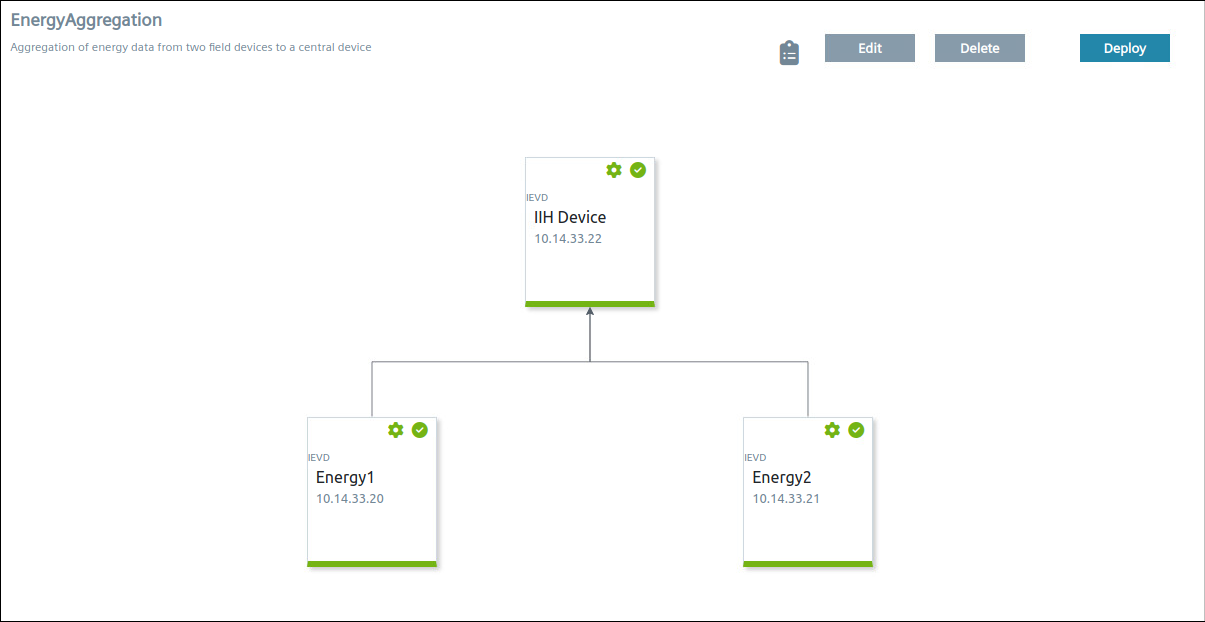 EnergyAggregation
Aggregation of energy data from two field devices to a central device
Edit
Delete
Deploy
IEVD
IIH Device
10.14.33.22
IEVD
Energy1
10.14.33.20
IEVD
Energy2
10.14.33.21